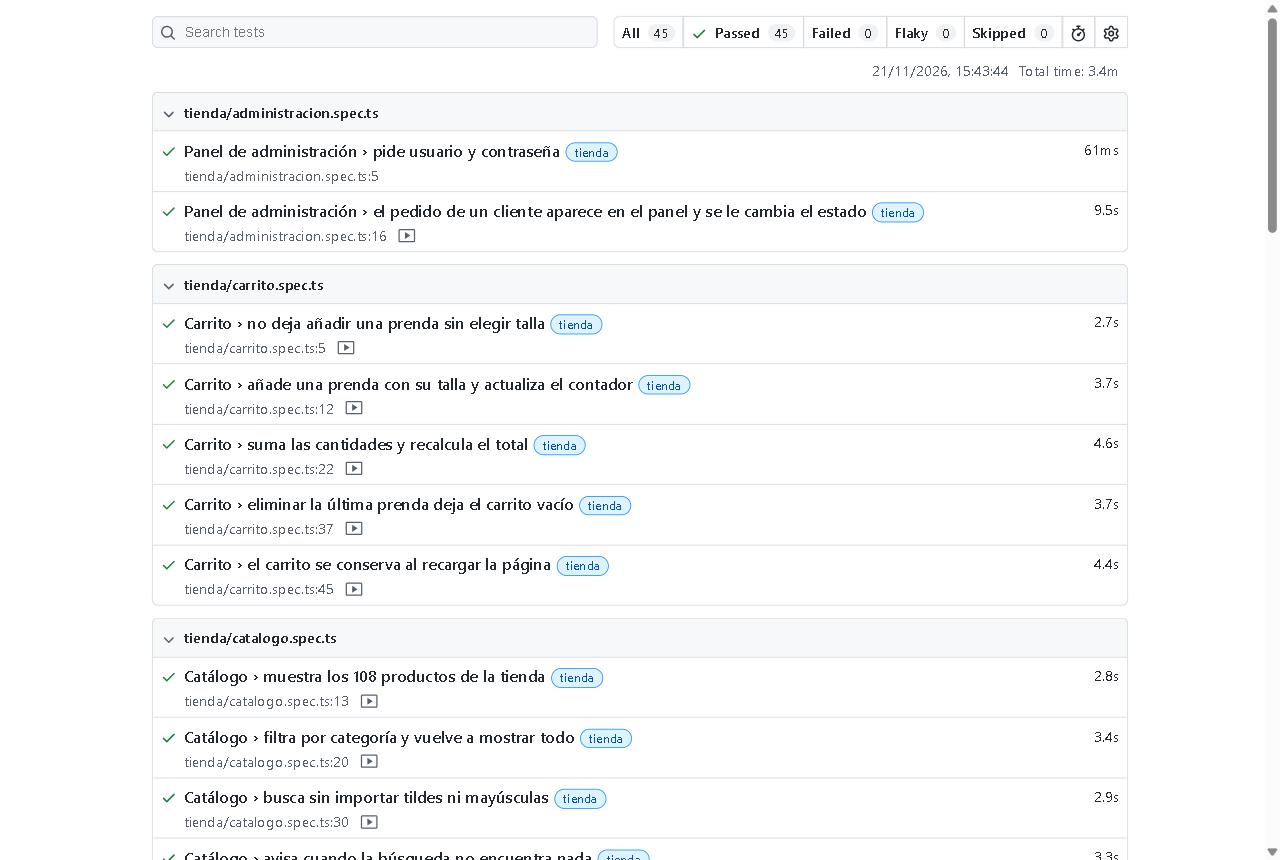 Search tests
All 45
Passed 45
Failed 0
Flaky 0
Skipped 0
21/11/2026, 15:43:44 Total time: 3.4m
tienda/administracion.spec.ts
Panel de administración › pide usuario y contraseña tienda 61ms
tienda/administracion.spec.ts:5
Panel de administración › el pedido de un cliente aparece en el panel y se le cambia el estado tienda 9.5s
tienda/administracion.spec.ts:16
tienda/carrito.spec.ts
Carrito › no deja añadir una prenda sin elegir talla tienda 2.7s
tienda/carrito.spec.ts:5
Carrito › añade una prenda con su talla y actualiza el contador tienda 3.7s
tienda/carrito.spec.ts:12
Carrito › suma las cantidades y recalcula el total tienda 4.6s
tienda/carrito.spec.ts:22
Carrito › eliminar la última prenda deja el carrito vacío tienda 3.7s
tienda/carrito.spec.ts:37
Carrito › el carrito se conserva al recargar la página tienda 4.4s
tienda/carrito.spec.ts:45
tienda/catalogo.spec.ts
Catálogo › muestra los 108 productos de la tienda tienda 2.8s
tienda/catalogo.spec.ts:13
Catálogo › filtra por categoría y vuelve a mostrar todo tienda 3.4s
tienda/catalogo.spec.ts:20
Catálogo › busca sin importar tildes ni mayúsculas tienda 2.9s
tienda/catalogo.spec.ts:30
Catálogo › avisa cuando la búsqueda no encuentra nada tienda 3.3s